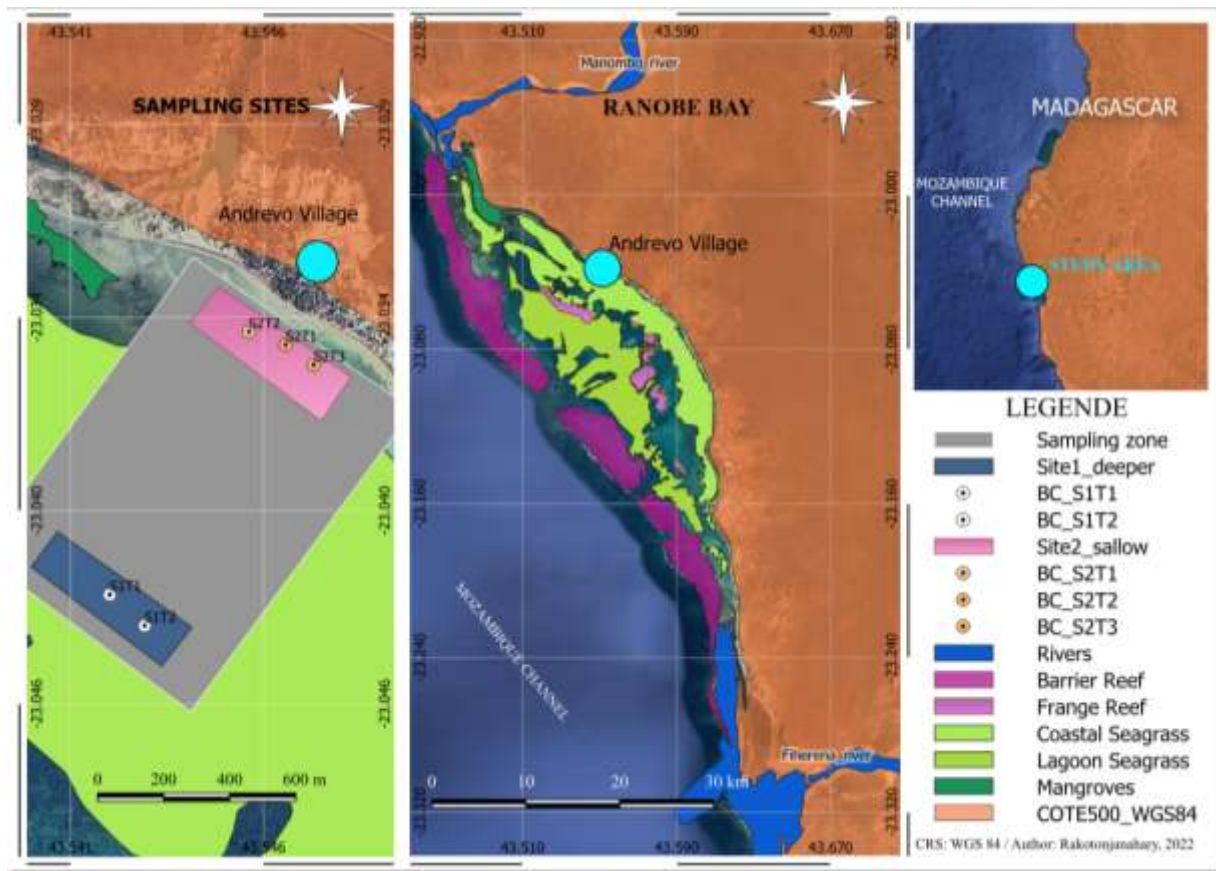 43.541 43.546
SAMPLING SITES
-23.029 -23.029
Andrevo Village
-23.034 -23.034
S2T2
S2T1
S2T3
-23.040 -23.040
S1T1
S1T2
-23.046 -23.046
0 200 400 600 m
43.541 43.546
43.510 43.590 43.670
-22.920 -22.920
Manombo_river
RANOBE BAY
-23.000 -23.000
Andrevo Village
-23.080 -23.080
-23.160 -23.160
MOZAMBIQUE CHANNEL
-23.240 -23.240
Fiherena_river
0 10 20 30 km
-23.320 -23.320
43.510 43.590 43.670
MADAGASCAR
MOZAMBIQUE
CHANNEL
STUDY AREA
LEGENDE
Sampling zone
Site1_deeper
BC_S1T1
BC_S1T2
Site2_sallow
BC_S2T1
BC_S2T2
BC_S2T3
Rivers
Barrier Reef
Frange Reef
Coastal Seagrass
Lagoon Seagrass
Mangroves
COTE500_WGS84
CRS: WGS 84 / Author: Rakotonjanahary, 2022